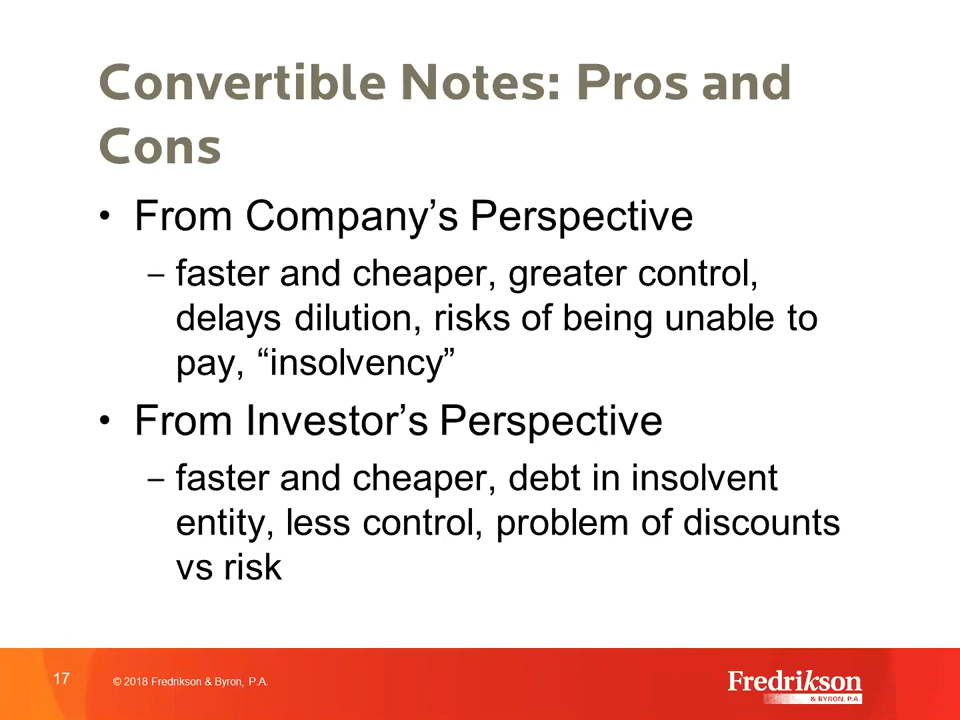 Convertible Notes: Pros and
Cons
• From Company’s Perspective
– faster and cheaper, greater control,
delays dilution, risks of being unable to
pay, “insolvency”
• From Investor’s Perspective
– faster and cheaper, debt in insolvent
entity, less control, problem of discounts
vs risk
17
© 2018 Fredrikson & Byron, P.A.
Fredrikson
& BYRON, P.A.